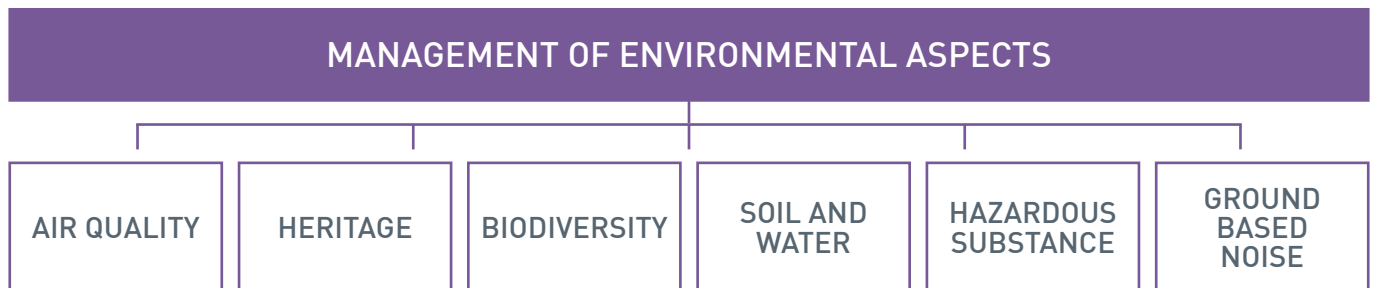 MANAGEMENT OF ENVIRONMENTAL ASPECTS
AIR QUALITY
HERITAGE
BIODIVERSITY
SOIL AND
WATER
HAZARDOUS
SUBSTANCE
GROUND
BASED
NOISE